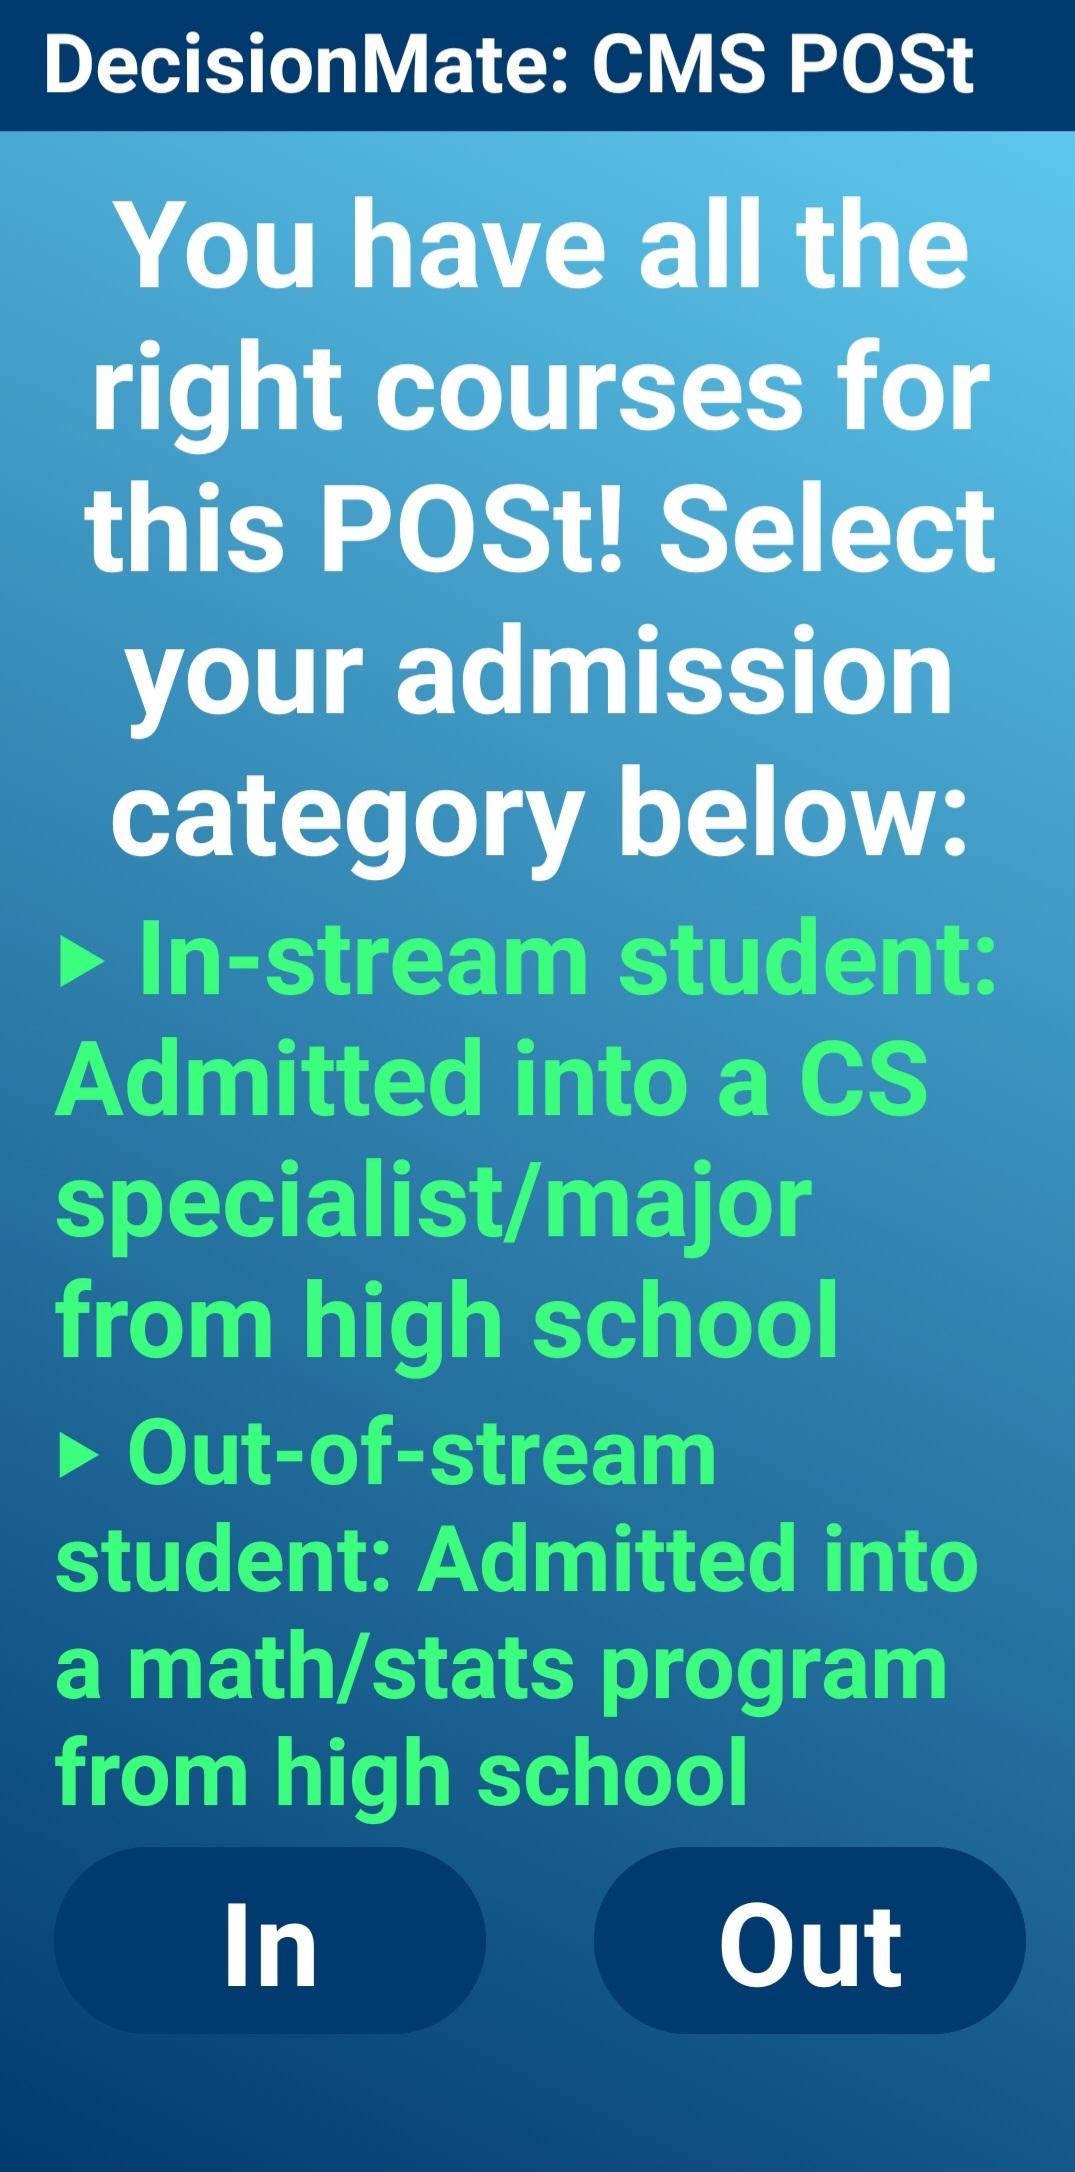 DecisionMate: CMS POSt
You have all the
right courses for
this POSt! Select
your admission
category below:
▶ In-stream student:
Admitted into a CS
specialist/major
from high school
▶ Out-of-stream
student: Admitted into
a math/stats program
from high school
In
Out